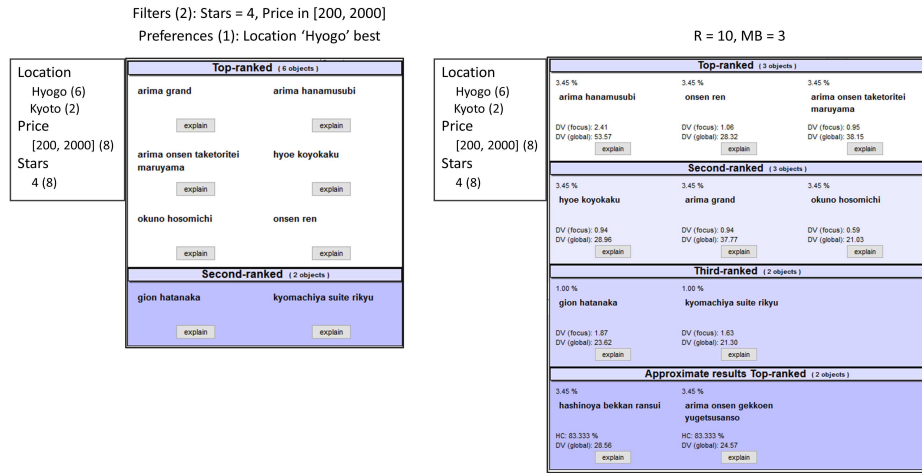 Filters (2): Stars = 4, Price in [200, 2000]
Preferences (1): Location ‘Hyogo’ best
Location
Hyogo (6)
Kyoto (2)
Price
[200, 2000] (8)
Stars
4 (8)
Top-ranked ( 6 objects )
arima grand arima hanamusubi
explain explain
arima onsen taketoritei hyoe koyokaku
maruyama
explain explain
okuno hosomichi onsen ren
explain explain
Second-ranked ( 2 objects )
gion hatanaka kyomachiya suite rikyu
explain explain
R = 10, MB = 3
Location
Hyogo (6)
Kyoto (2)
Price
[200, 2000] (8)
Stars
4 (8)
Top-ranked ( 3 objects )
3.45 % 3.45 % 3.45 %
arima hanamusubi onsen ren arima onsen taketoritei
maruyama
DV (focus): 2.41 DV (focus): 1.06 DV (focus): 0.95
DV (global): 53.57 DV (global): 28.32 DV (global): 38.15
explain explain explain
Second-ranked ( 3 objects )
3.45 % 3.45 % 3.45 %
hyoe koyokaku arima grand okuno hosomichi
DV (focus): 0.94 DV (focus): 0.94 DV (focus): 0.59
DV (global): 28.96 DV (global): 37.77 DV (global): 21.03
explain explain explain
Third-ranked ( 2 objects )
1.00 % 1.00 %
gion hatanaka kyomachiya suite rikyu
DV (focus): 1.87 DV (focus): 1.63
DV (global): 23.62 DV (global): 21.30
explain explain
Approximate results Top-ranked ( 2 objects )
3.45 % 3.45 %
hashinoya bekkan ransui arima onsen gekkoen
yugetsusanso
HC: 83.333 % HC: 83.333 %
DV (global): 28.56 DV (global): 24.57
explain explain